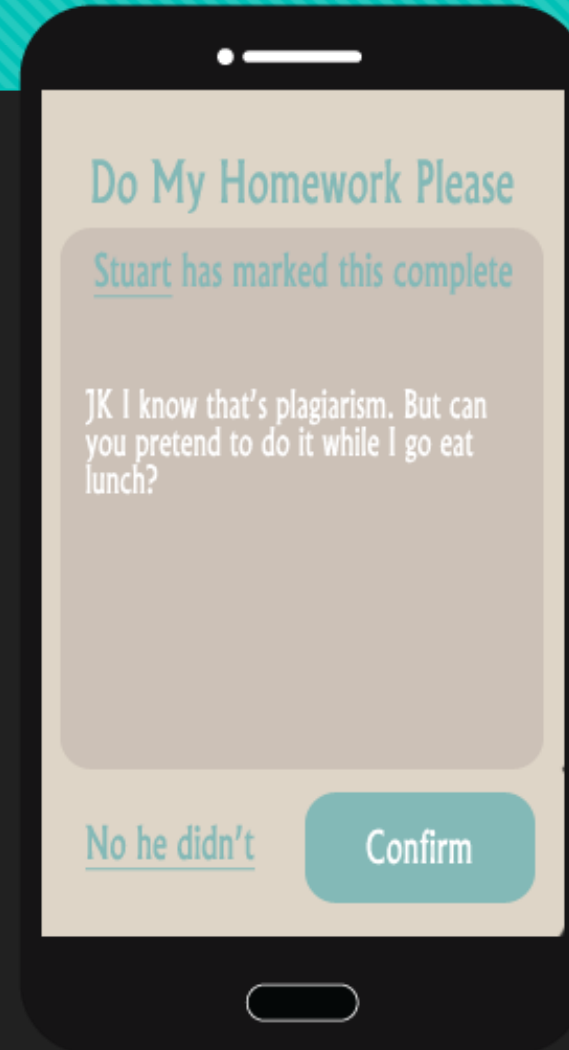 Do My Homework Please
Stuart has marked this complete
JK I know that's plagiarism. But can
you pretend to do it while I go eat
lunch?
No he didn't
Confirm